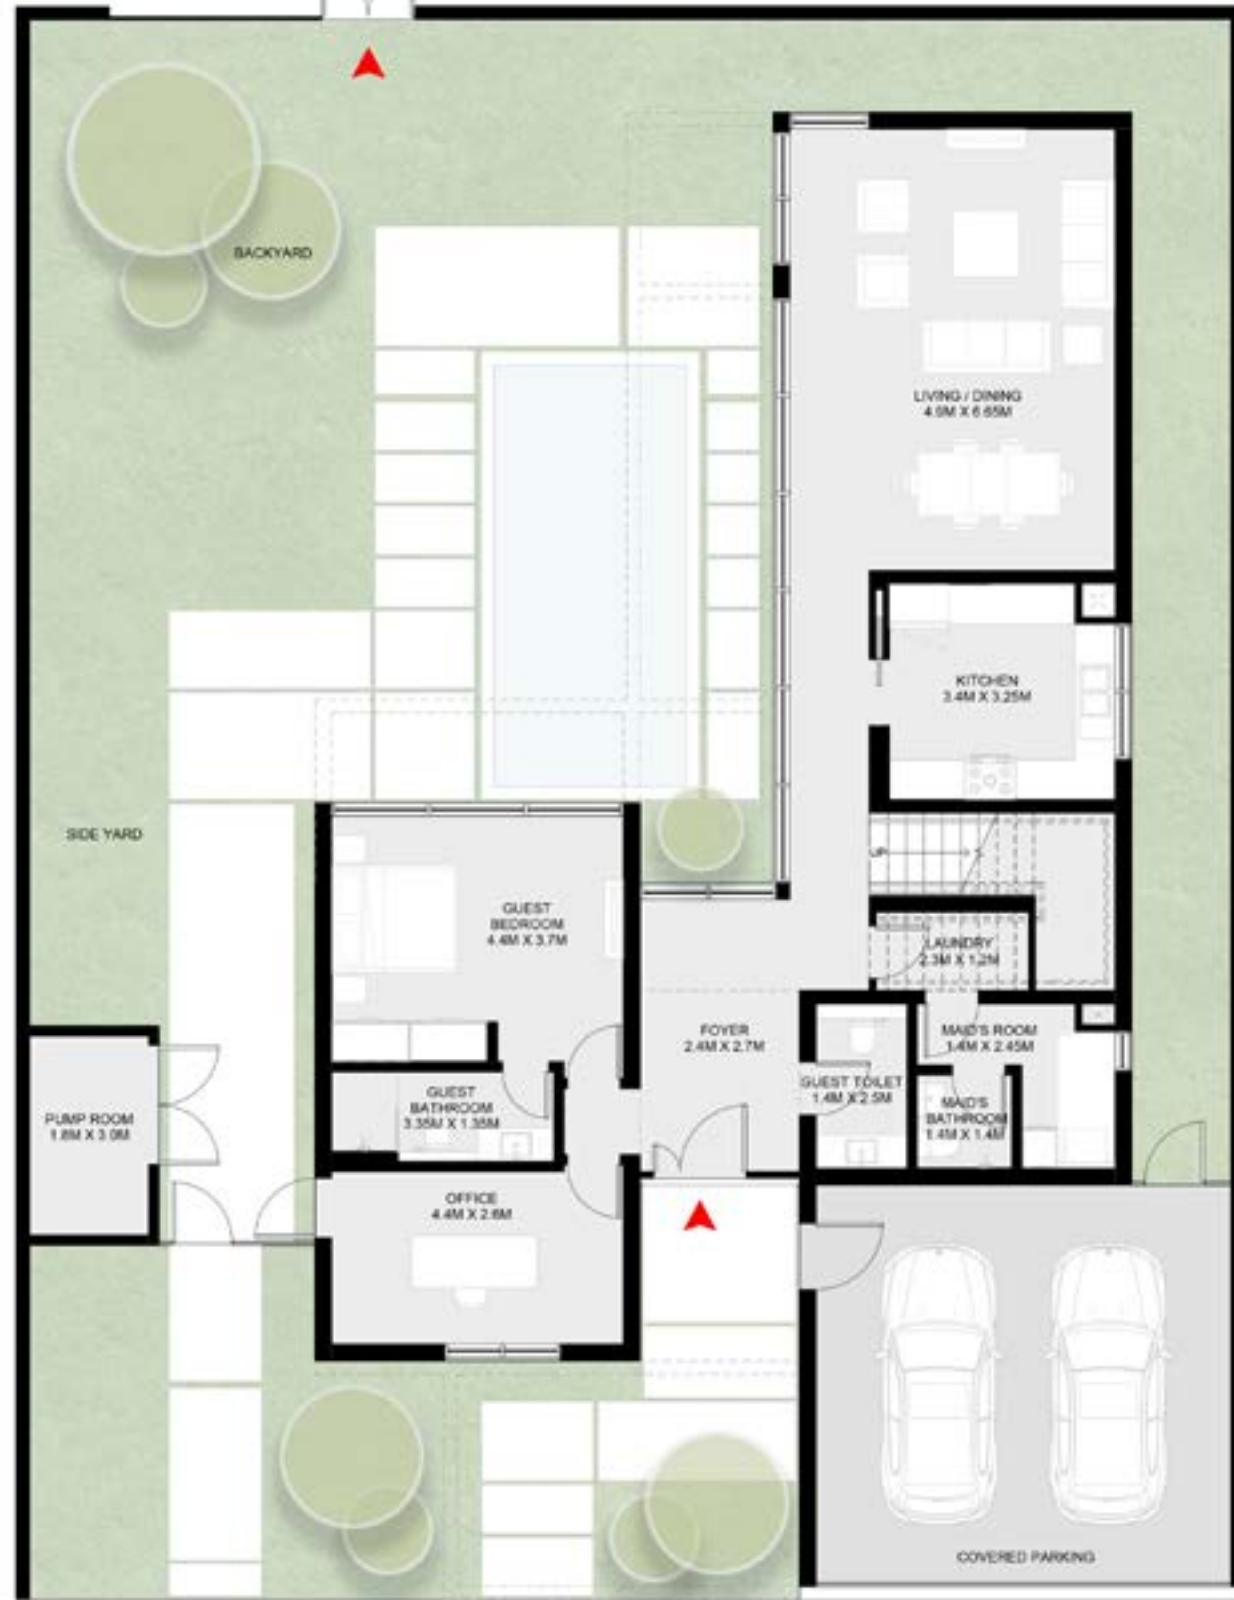 BACKYARD
LIVING / DINING
4.9M X 6.65M
KITCHEN
3.4M X 3.25M
UP
SIDE YARD
GUEST
BEDROOM
4.4M X 3.7M
LAUNDRY
2.3M X 1.2M
FOYER
2.4M X 2.7M
MAID'S ROOM
1.4M X 2.45M
GUEST TOILET
1.4M X 2.5M
GUEST
BATHROOM
3.35M X 1.35M
MAID'S
BATHROOM
1.4M X 1.4M
PUMP ROOM
1.8M X 3.0M
OFFICE
4.4M X 2.6M
COVERED PARKING